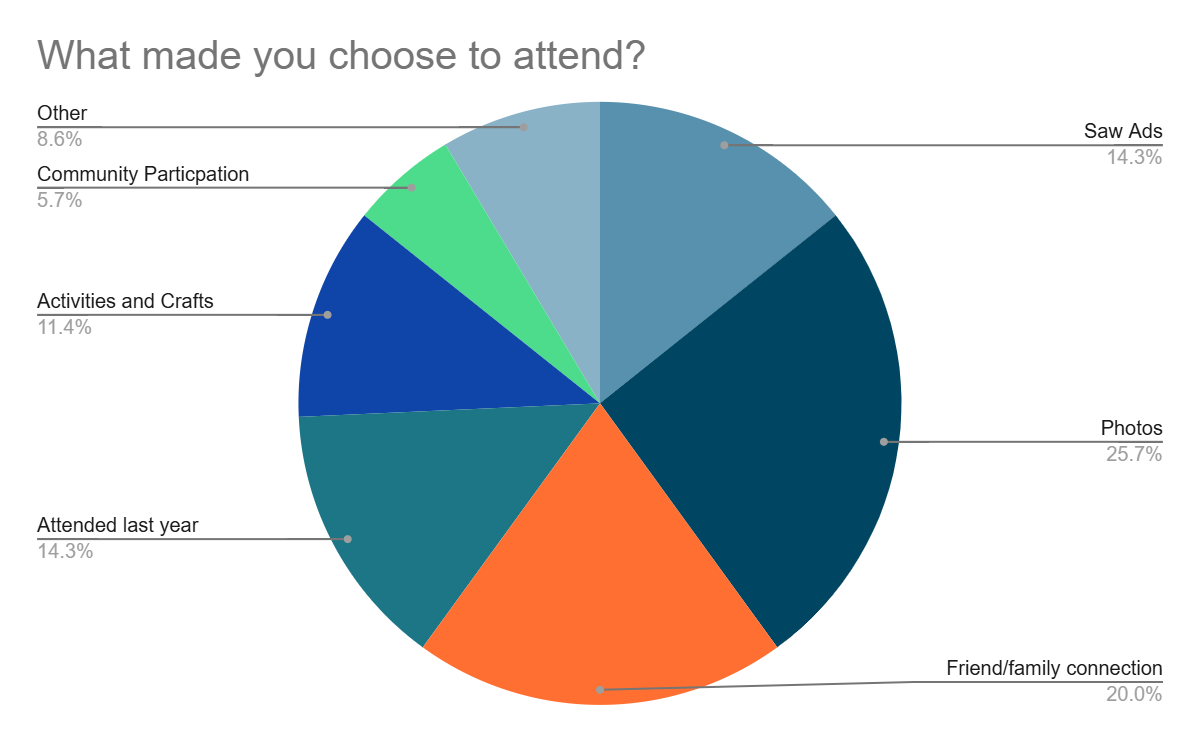 What made you choose to attend?
Other
8.6%
Community Particpation
5.7%
Activities and Crafts
11.4%
Attended last year
14.3%
Saw Ads
14.3%
Photos
25.7%
Friend/family connection
20.0%